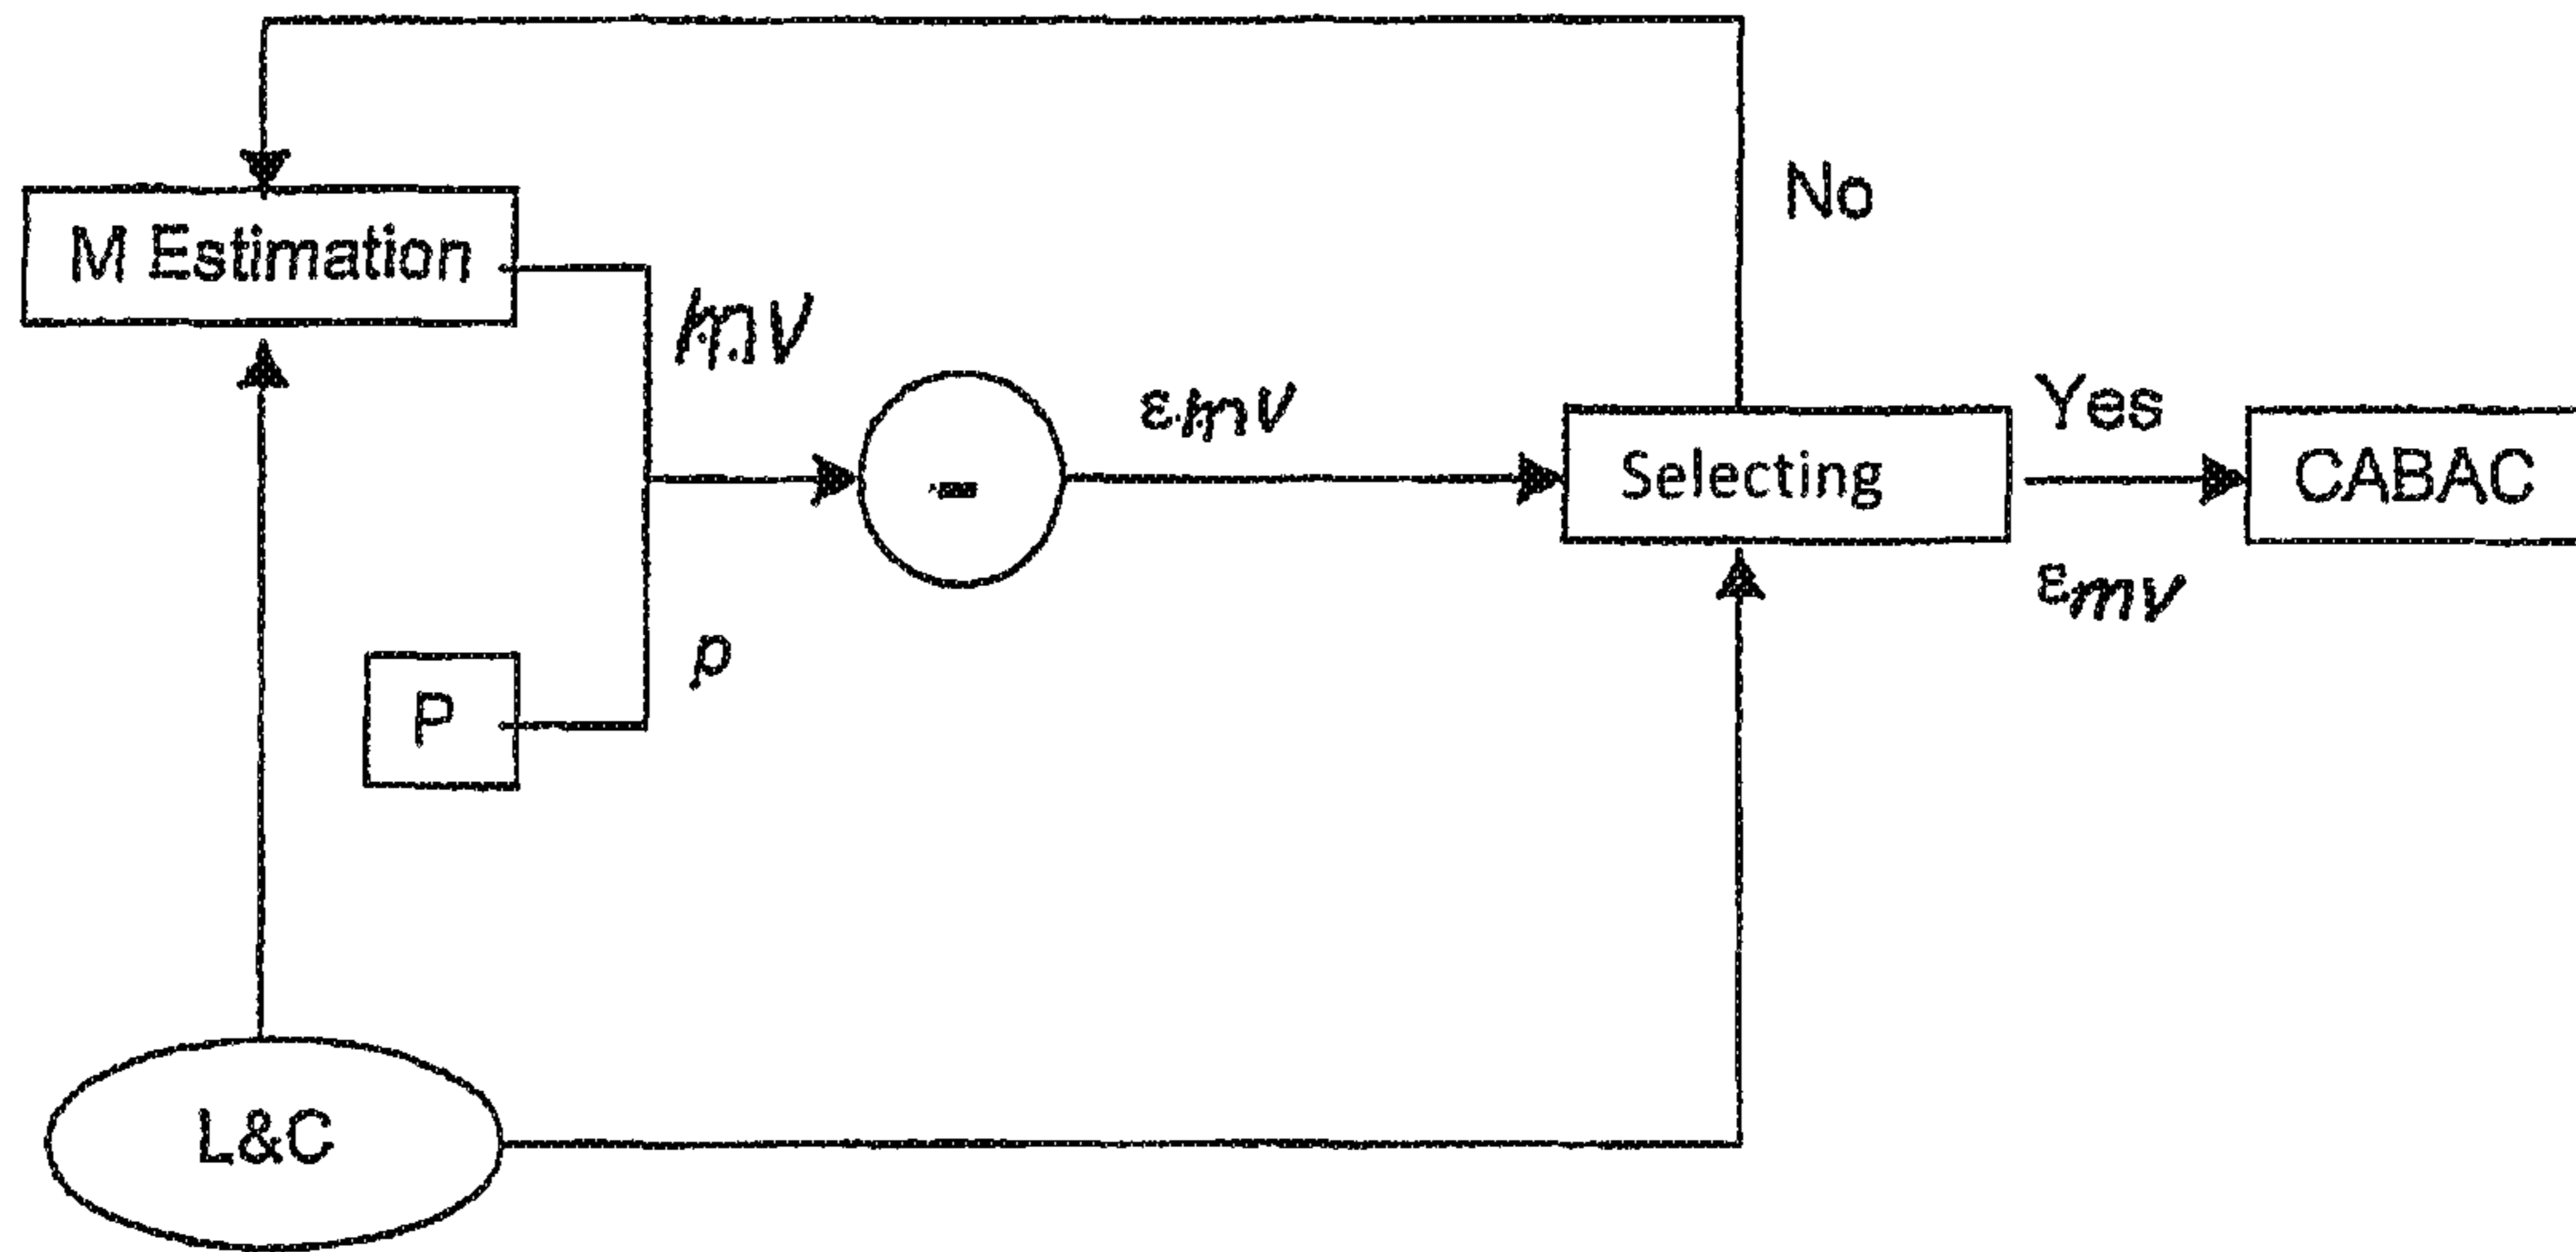 No
M Estimation
mv
εmv
Yes
Selecting
CABAC
εmv
p
P
-
L&C